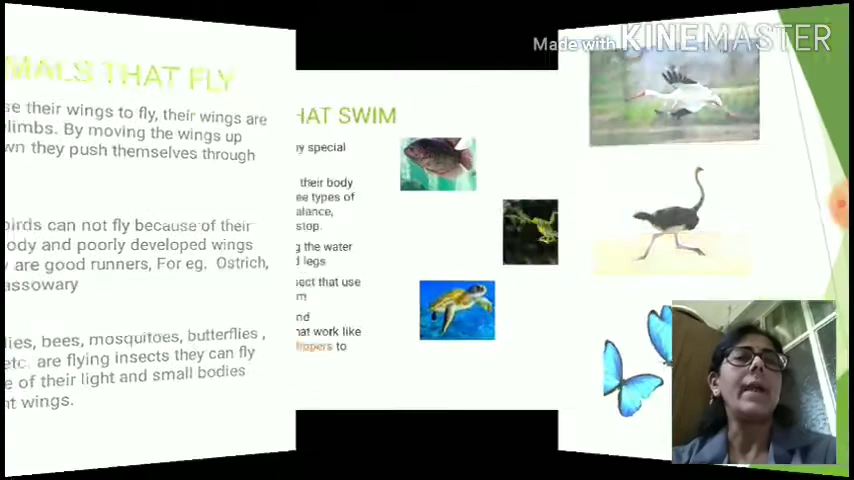 MALS THAT FLY
se their wings to fly, their wings are
limbs. By moving the wings up
wn they push themselves through
birds can not fly because of their
ody and poorly developed wings
are good runners, For eg. Ostrich,
assowary
lies, bees, mosquitoes, butterflies ,
etc. are flying insects they can fly
e of their light and small bodies
nt wings.
HAT SWIM
ny special
their body
ee types of
alance,
stop.
g the water
d legs
sect that use
m
nd
hat work like
flippers to
Made with KINEMASTER